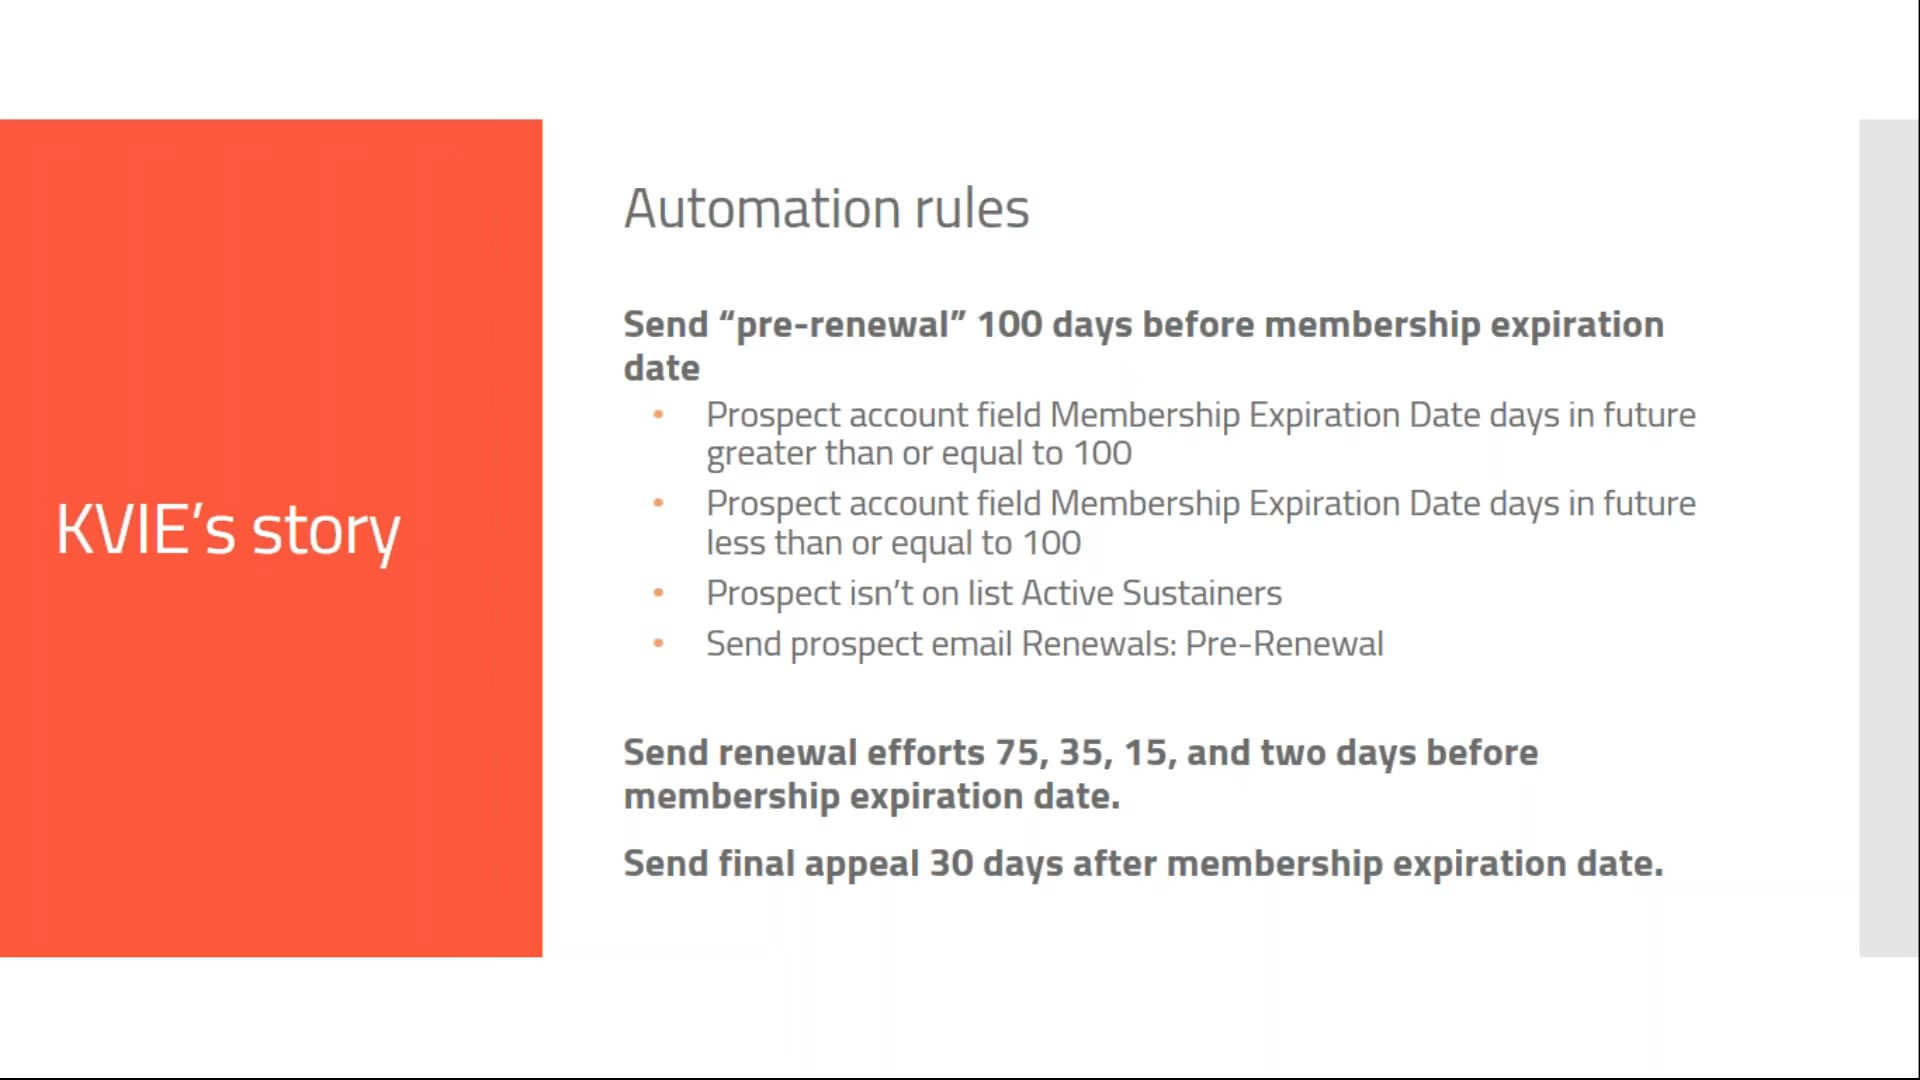 KVIE’s story
Automation rules
Send “pre-renewal” 100 days before membership expiration
date
• Prospect account field Membership Expiration Date days in future
greater than or equal to 100
• Prospect account field Membership Expiration Date days in future
less than or equal to 100
• Prospect isn’t on list Active Sustainers
• Send prospect email Renewals: Pre-Renewal
Send renewal efforts 75, 35, 15, and two days before
membership expiration date.
Send final appeal 30 days after membership expiration date.